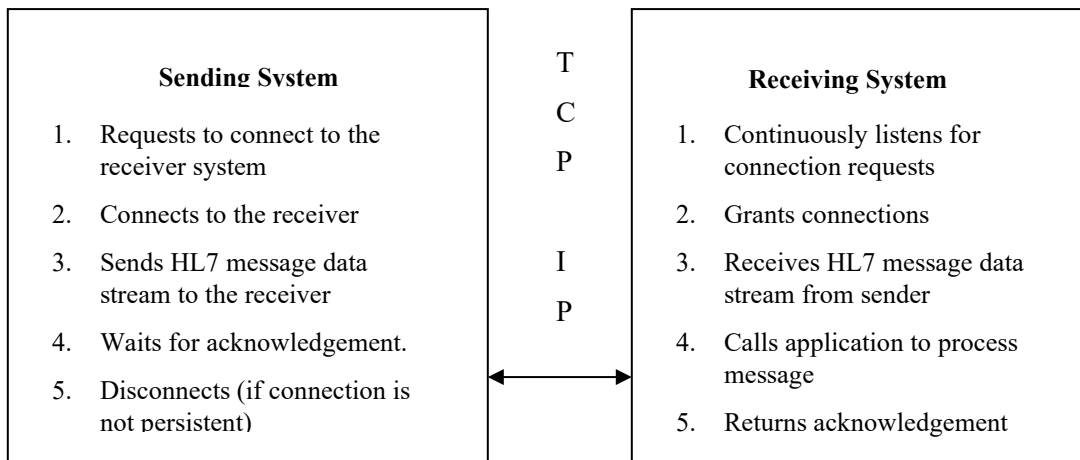 Sending System
1. Requests to connect to the
receiver system
2. Connects to the receiver
3. Sends HL7 message data
stream to the receiver
4. Waits for acknowledgement.
5. Disconnects (if connection is
not persistent)
T
C
P
I
P
Receiving System
1. Continuously listens for
connection requests
2. Grants connections
3. Receives HL7 message data
stream from sender
4. Calls application to process
message
5. Returns acknowledgement